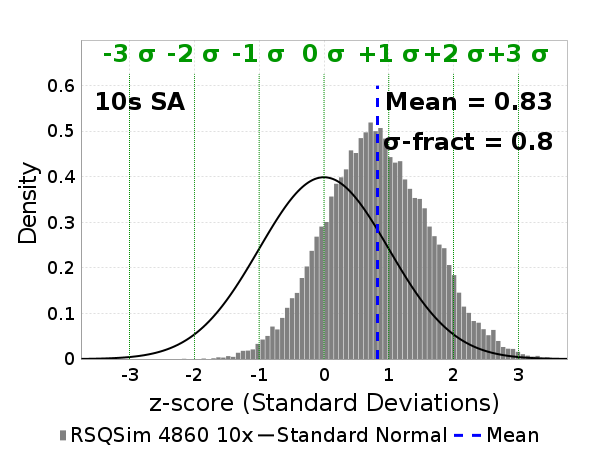 -3 σ -2 σ -1 σ 0 σ +1 σ +2 σ +3 σ
0.6
10s SA
Mean = 0.83
0.5
σ-fract = 0.8
0.4
0.3
0.2
0.1
0
Density
-3 -2 -1 0 1 2 3
z-score (Standard Deviations)
RSQSim 4860 10x Standard Normal Mean